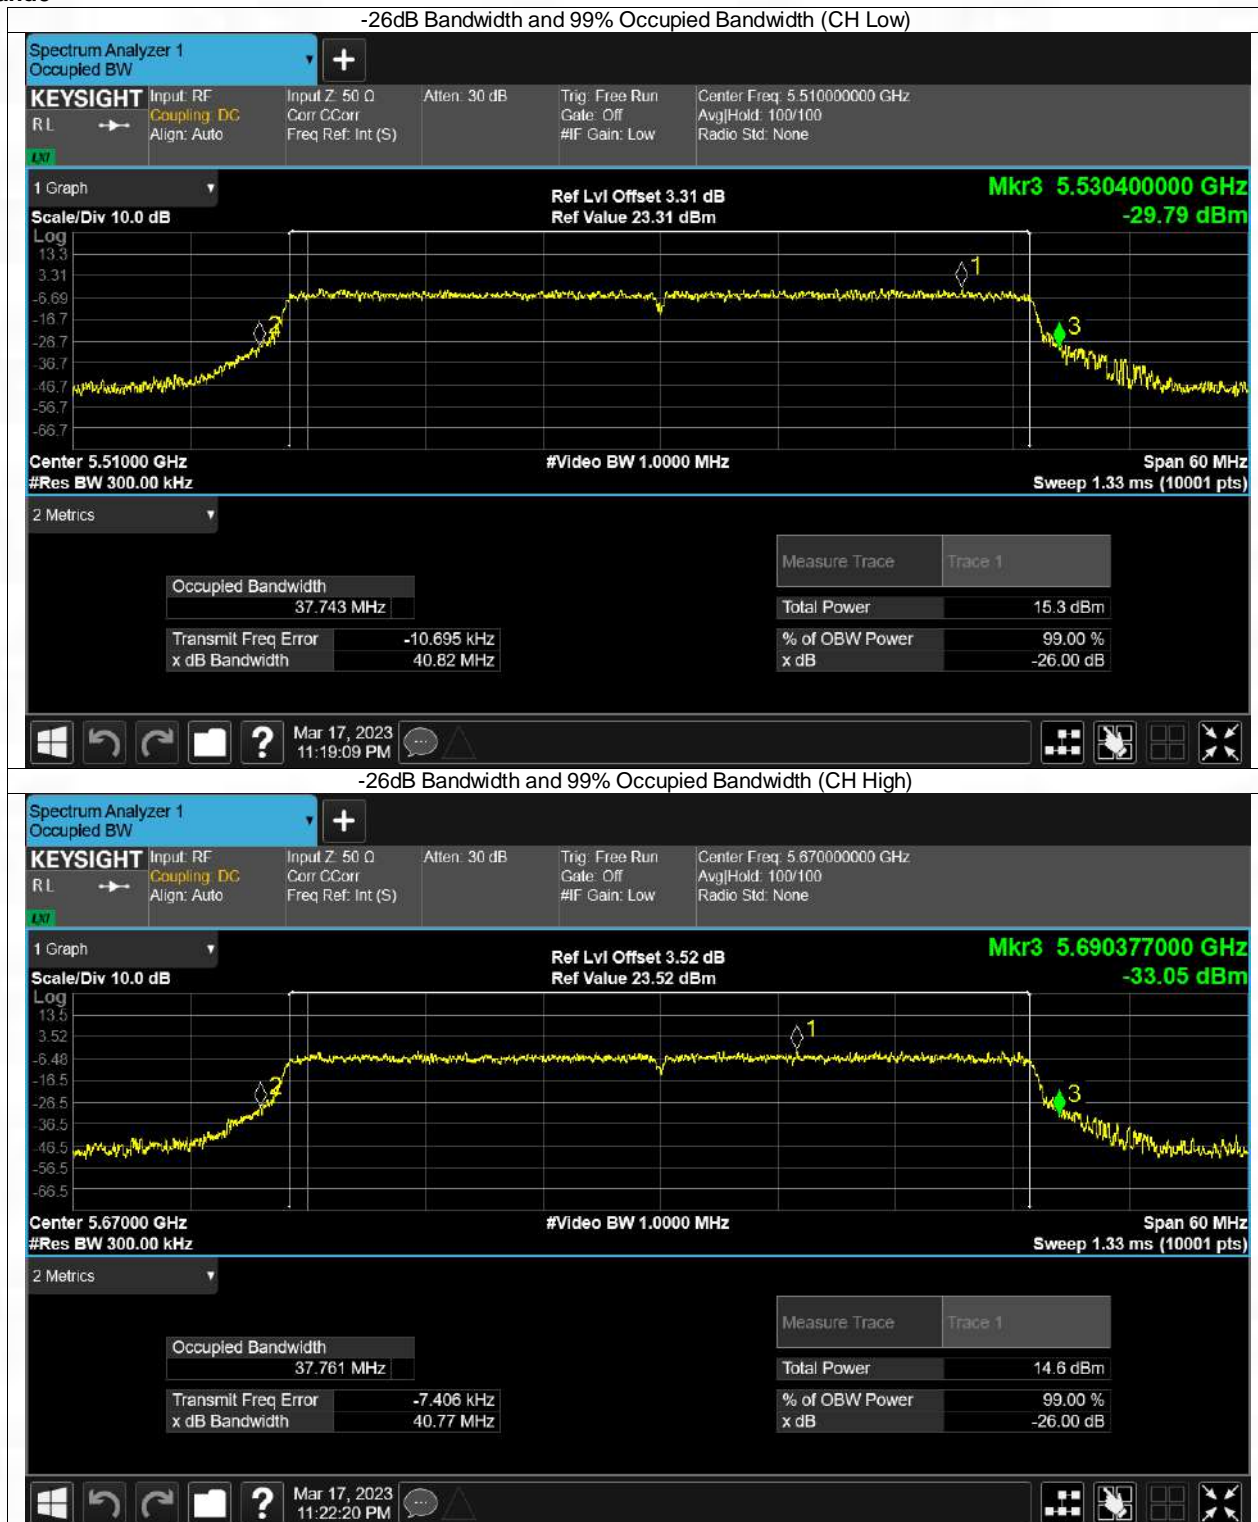 -26dB Bandwidth and 99% Occupied Bandwidth (CH Low)
Spectrum Analyzer 1
Occupied BW
+
KEYSIGHT Input: RF Input Z: 50 Ω Atten: 30 dB Trig: Free Run Center Freq: 5.510000000 GHz
RL Coupling: DC Corr CCorr Gate: Off Avg|Hold: 100/100
Align: Auto Freq Ref: Int (S) #IF Gain: Low Radio Std: None
LXI
1 Graph Ref Lvl Offset 3.31 dB Mkr3 5.530400000 GHz
Scale/Div 10.0 dB Ref Value 23.31 dBm -29.79 dBm
Log
13.3
3.31
-6.69
-16.7
-26.7
-36.7
-46.7
-56.7
-66.7
1
2
3
Center 5.51000 GHz #Video BW 1.0000 MHz Span 60 MHz
#Res BW 300.00 kHz Sweep 1.33 ms (10001 pts)
2 Metrics
Measure Trace Trace 1
Occupied Bandwidth
37.743 MHz Total Power 15.3 dBm
Transmit Freq Error -10.695 kHz % of OBW Power 99.00 %
x dB Bandwidth 40.82 MHz x dB -26.00 dB
? Mar 17, 2023
11:19:09 PM
-26dB Bandwidth and 99% Occupied Bandwidth (CH High)
Spectrum Analyzer 1
Occupied BW
+
KEYSIGHT Input: RF Input Z: 50 Ω Atten: 30 dB Trig: Free Run Center Freq: 5.670000000 GHz
RL Coupling: DC Corr CCorr Gate: Off Avg|Hold: 100/100
Align: Auto Freq Ref: Int (S) #IF Gain: Low Radio Std: None
LXI
1 Graph Ref Lvl Offset 3.52 dB Mkr3 5.690377000 GHz
Scale/Div 10.0 dB Ref Value 23.52 dBm -33.05 dBm
Log
13.5
3.52
-6.48
-16.5
-26.5
-36.5
-46.5
-56.5
-66.5
1
2
3
Center 5.67000 GHz #Video BW 1.0000 MHz Span 60 MHz
#Res BW 300.00 kHz Sweep 1.33 ms (10001 pts)
2 Metrics
Measure Trace Trace 1
Occupied Bandwidth
37.761 MHz Total Power 14.6 dBm
Transmit Freq Error -7.406 kHz % of OBW Power 99.00 %
x dB Bandwidth 40.77 MHz x dB -26.00 dB
? Mar 17, 2023
11:22:20 PM